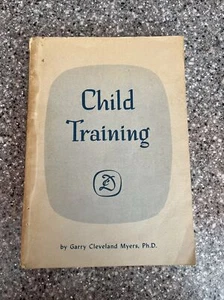 Child
Training
by Garry Cleveland Myers, Ph.D.